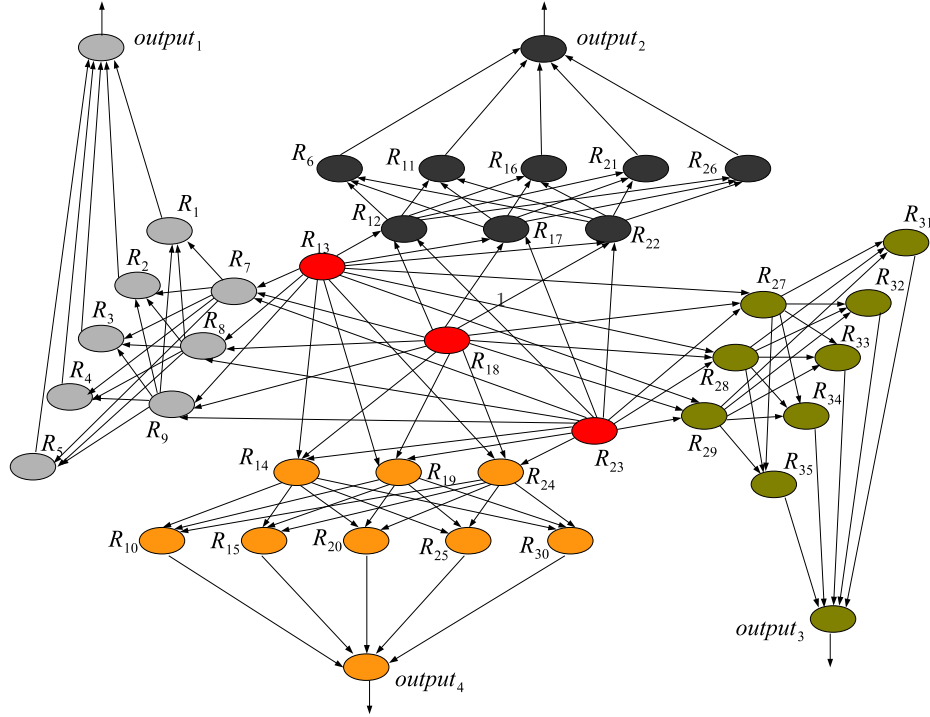 output₁
output₂
R₆
R₁₁
R₁₆
R₂₁
R₂₆
R₁
R₁₂
R₁₇
R₂₂
R₃₁
R₁₃
R₂
R₇
R₂₇
R₃₂
1
R₃
R₈
R₁₈
R₃₃
R₄
R₂₈
R₃₄
R₉
R₂₉
R₅
R₂₃
R₁₄
R₁₉
R₂₄
R₃₅
R₁₀
R₁₅
R₂₀
R₂₅
R₃₀
output₃
output₄